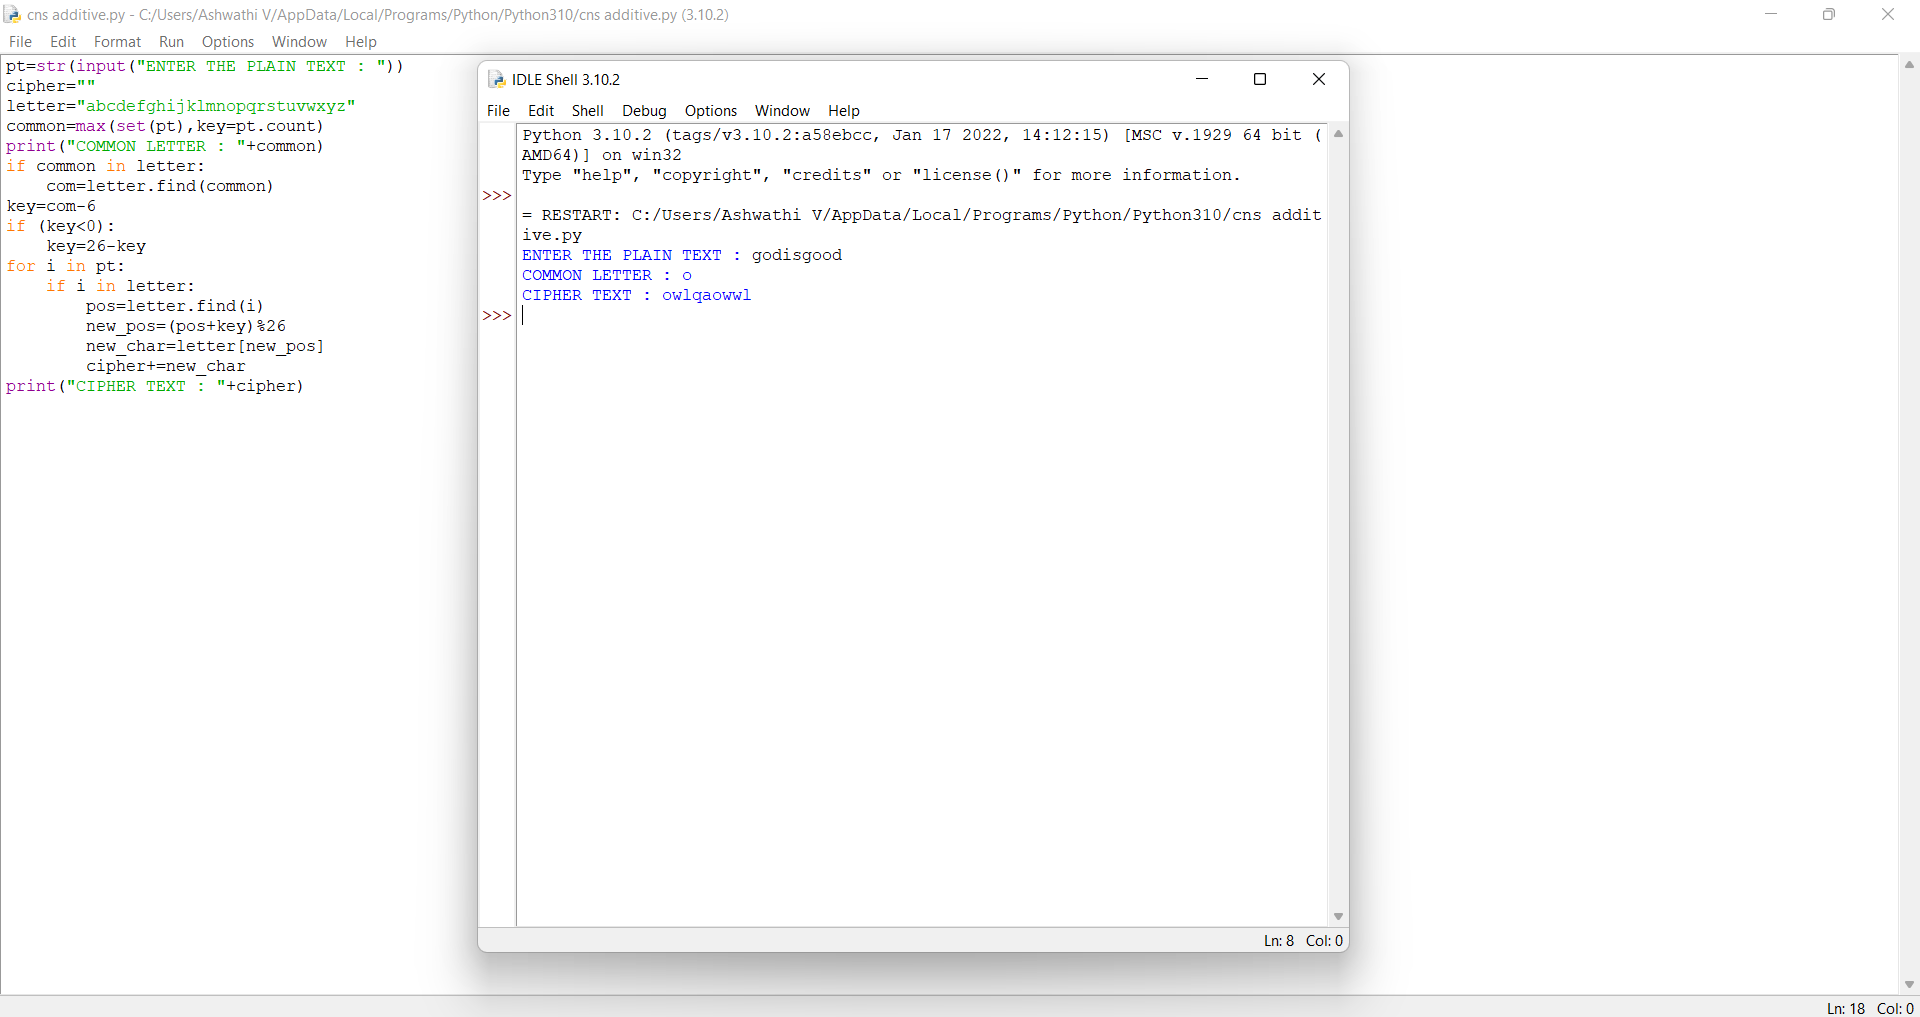 cns additive.py - C:/Users/Ashwathi V/AppData/Local/Programs/Python/Python310/cns additive.py (3.10.2)
File Edit Format Run Options Window Help
pt=str(input("ENTER THE PLAIN TEXT : "))
cipher=""
letter="abcdefghijklmnopqrstuvwxyz"
common=max(set(pt),key=pt.count)
print("COMMON LETTER : "+common)
if common in letter:
    com=letter.find(common)
key=com-6
if (key<0):
    key=26-key
for i in pt:
    if i in letter:
        pos=letter.find(i)
        new_pos=(pos+key)%26
        new_char=letter[new_pos]
        cipher+=new_char
print("CIPHER TEXT : "+cipher)
IDLE Shell 3.10.2
File Edit Shell Debug Options Window Help
Python 3.10.2 (tags/v3.10.2:a58ebcc, Jan 17 2022, 14:12:15) [MSC v.1929 64 bit (
AMD64)] on win32
Type "help", "copyright", "credits" or "license()" for more information.
>>>
= RESTART: C:/Users/Ashwathi V/AppData/Local/Programs/Python/Python310/cns addit
ive.py
ENTER THE PLAIN TEXT : godisgood
COMMON LETTER : o
CIPHER TEXT : owlqaowwl
>>>
Ln: 8 Col: 0
Ln: 18 Col: 0